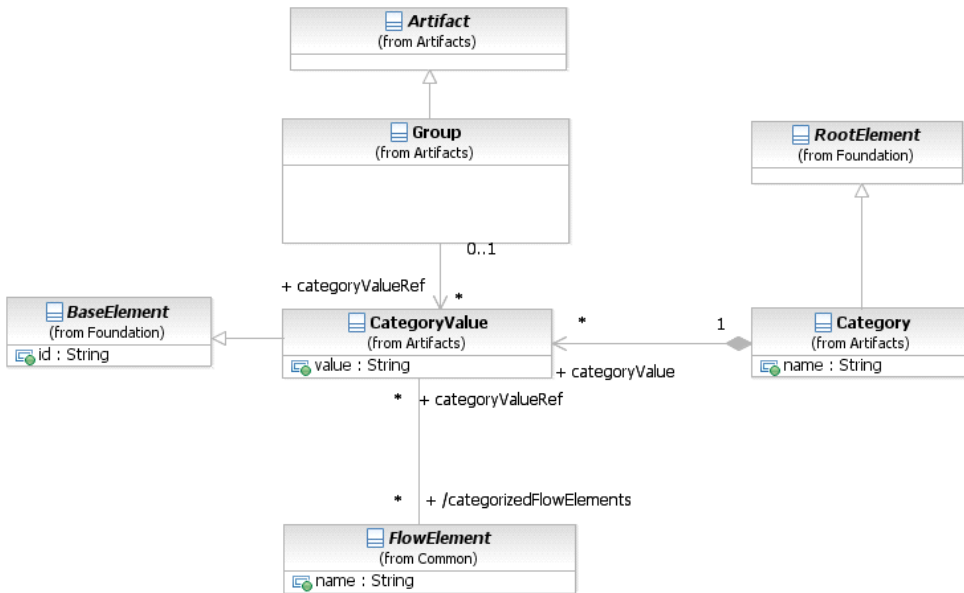 Artifact
(from Artifacts)
Group
(from Artifacts)
RootElement
(from Foundation)
0..1
+ categoryValueRef
*
BaseElement
(from Foundation)
id : String
CategoryValue
(from Artifacts)
value : String
*
1
+ categoryValue
Category
(from Artifacts)
name : String
* + categoryValueRef
* + /categorizedFlowElements
FlowElement
(from Common)
name : String